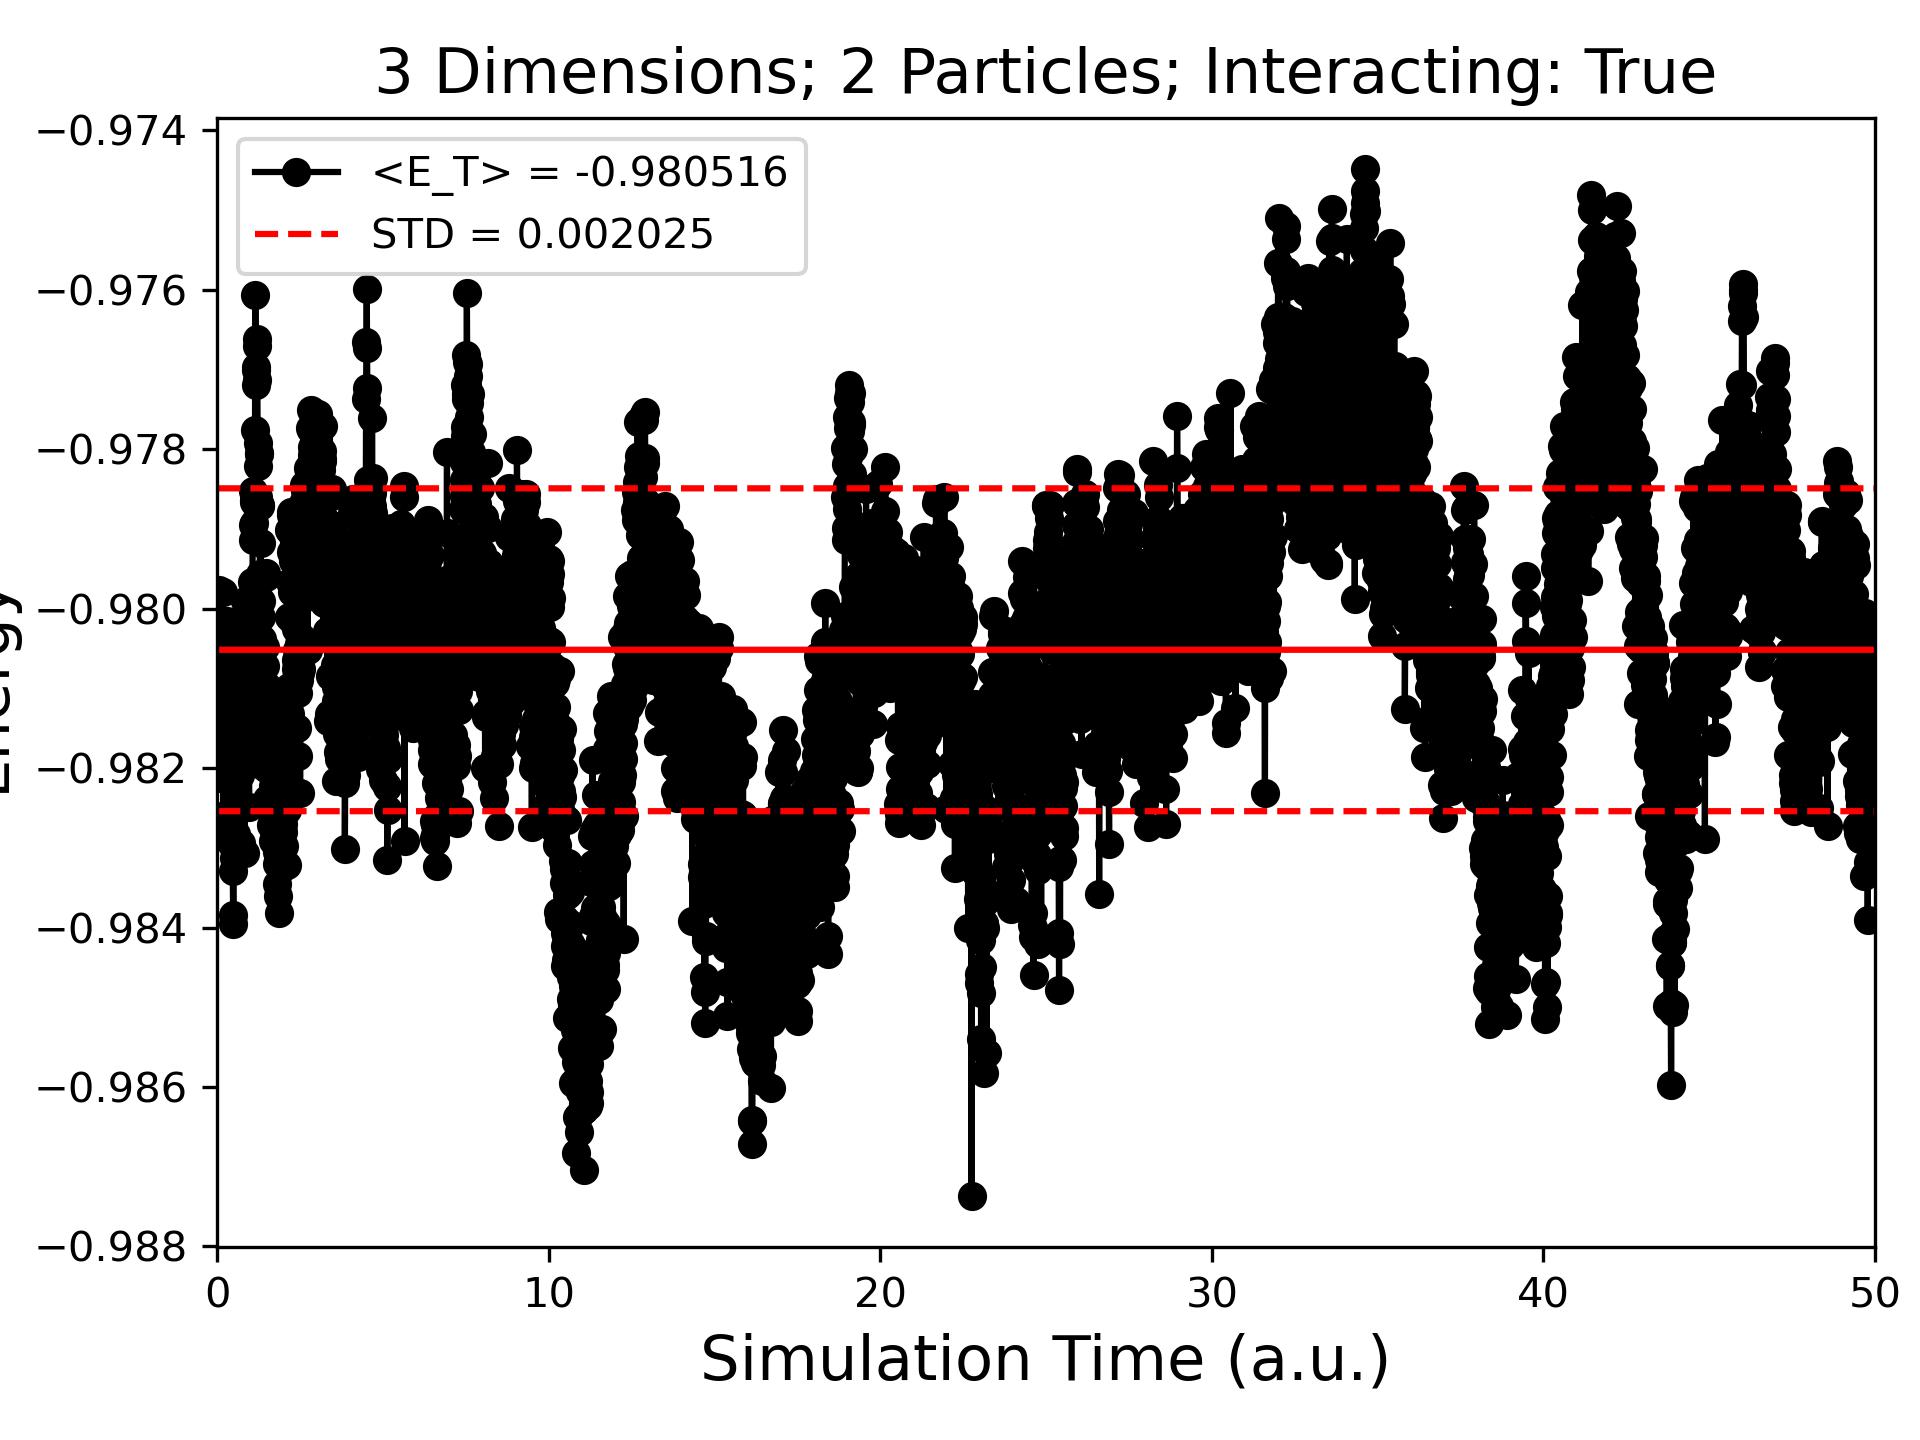 3 Dimensions; 2 Particles; Interacting: True
<E_T> = -0.980516
STD = 0.002025
−0.974
−0.976
−0.978
−0.980
−0.982
−0.984
−0.986
−0.988
Energy
0 10 20 30 40 50
Simulation Time (a.u.)